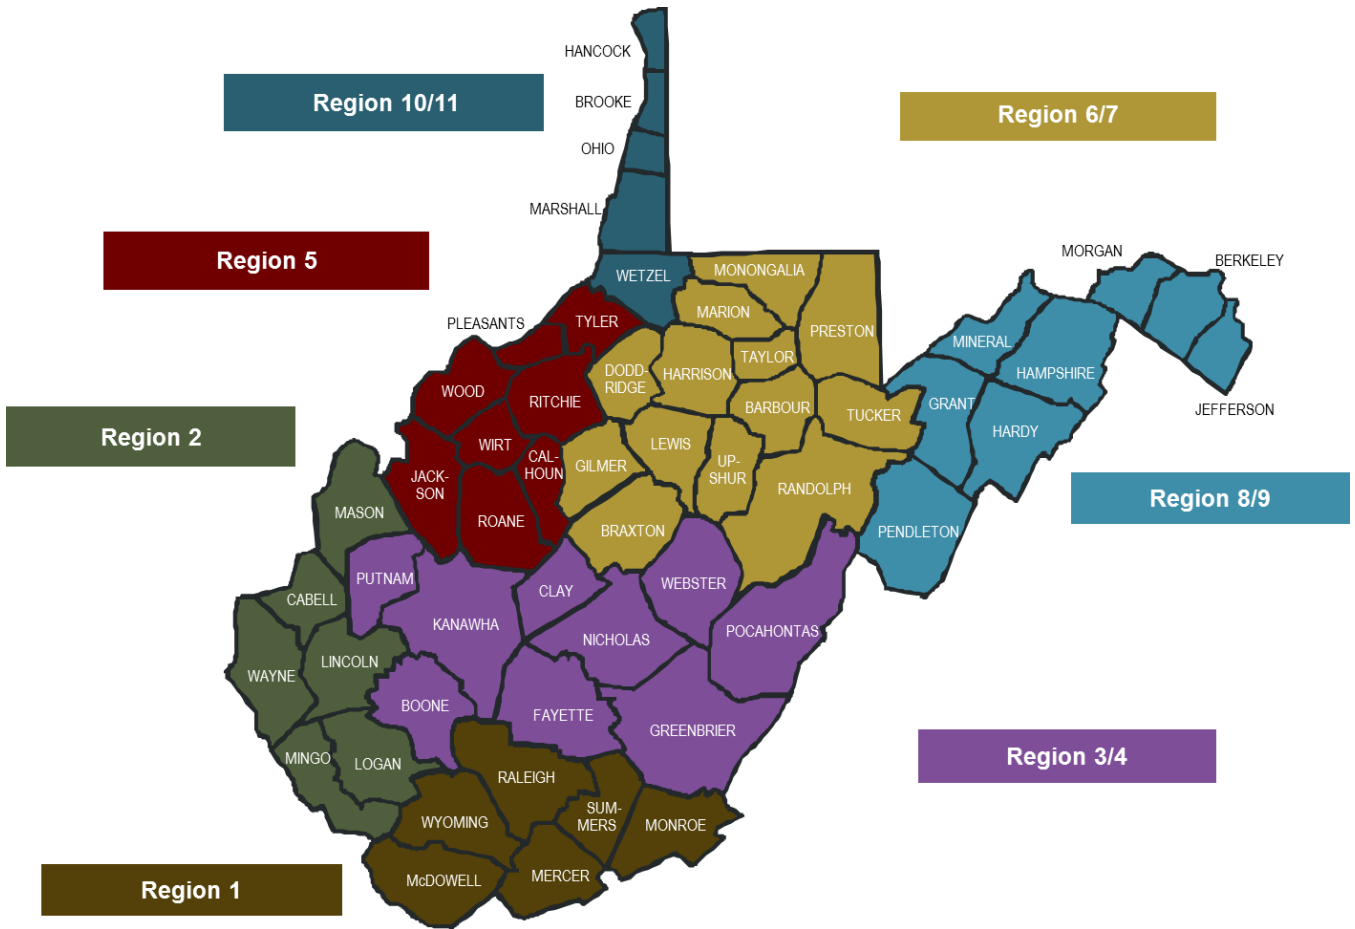 HANCOCK
Region 10/11
BROOKE
Region 6/7
OHIO
MARSHALL
Region 5
MORGAN
BERKELEY
WETZEL
MONONGALIA
MARION
PLEASANTS
TYLER
PRESTON
MINERAL
TAYLOR
DODD-
RIDGE
HARRISON
HAMPSHIRE
WOOD
RITCHIE
BARBOUR
TUCKER
GRANT
JEFFERSON
Region 2
WIRT
LEWIS
HARDY
CAL-
HOUN
GILMER
UP-
SHUR
JACK-
SON
RANDOLPH
Region 8/9
MASON
ROANE
BRAXTON
PENDLETON
PUTNAM
CLAY
WEBSTER
CABELL
KANAWHA
NICHOLAS
POCAHONTAS
LINCOLN
WAYNE
BOONE
FAYETTE
GREENBRIER
MINGO
LOGAN
Region 3/4
RALEIGH
SUM-
MERS
WYOMING
MONROE
McDOWELL
MERCER
Region 1